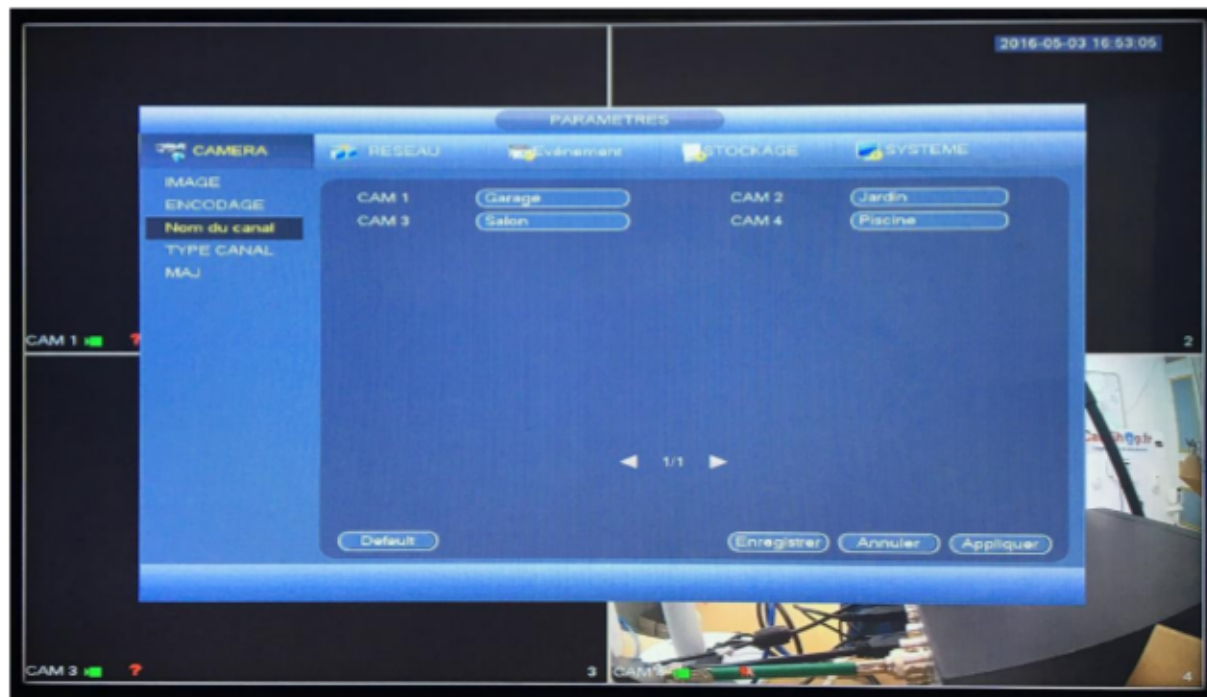 2016-05-03 16:53:05
PARAMETRES
CAMERA RESEAU Evénement STOCKAGE SYSTEME
IMAGE
ENCODAGE
Nom du canal
TYPE CANAL
MAJ
CAM 1 Garage CAM 2 Jardin
CAM 3 Salon CAM 4 Piscine
1/1
Default Enregistrer Annuler Appliquer
CAM 1 ?
2
CAM 3 ?
3
CAM
4